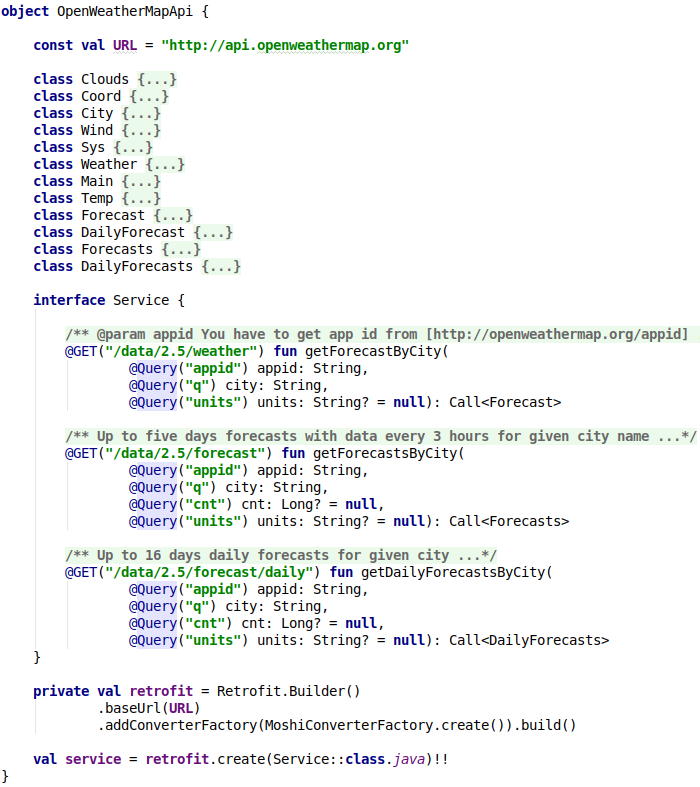 object OpenWeatherMapApi {
const val URL = "http://api.openweathermap.org"
class Clouds {...}
class Coord {...}
class City {...}
class Wind {...}
class Sys {...}
class Weather {...}
class Main {...}
class Temp {...}
class Forecast {...}
class DailyForecast {...}
class Forecasts {...}
class DailyForecasts {...}
interface Service {
/** @param appid You have to get app id from [http://openweathermap.org/appid]
@GET("/data/2.5/weather") fun getForecastByCity(
@Query("appid") appid: String,
@Query("q") city: String,
@Query("units") units: String? = null): Call<Forecast>
/** Up to five days forecasts with data every 3 hours for given city name ...*/
@GET("/data/2.5/forecast") fun getForecastsByCity(
@Query("appid") appid: String,
@Query("q") city: String,
@Query("cnt") cnt: Long? = null,
@Query("units") units: String? = null): Call<Forecasts>
/** Up to 16 days daily forecasts for given city ...*/
@GET("/data/2.5/forecast/daily") fun getDailyForecastsByCity(
@Query("appid") appid: String,
@Query("q") city: String,
@Query("cnt") cnt: Long? = null,
@Query("units") units: String? = null): Call<DailyForecasts>
}
private val retrofit = Retrofit.Builder()
.baseUrl(URL)
.addConverterFactory(MoshiConverterFactory.create()).build()
val service = retrofit.create(Service::class.java)!!
}